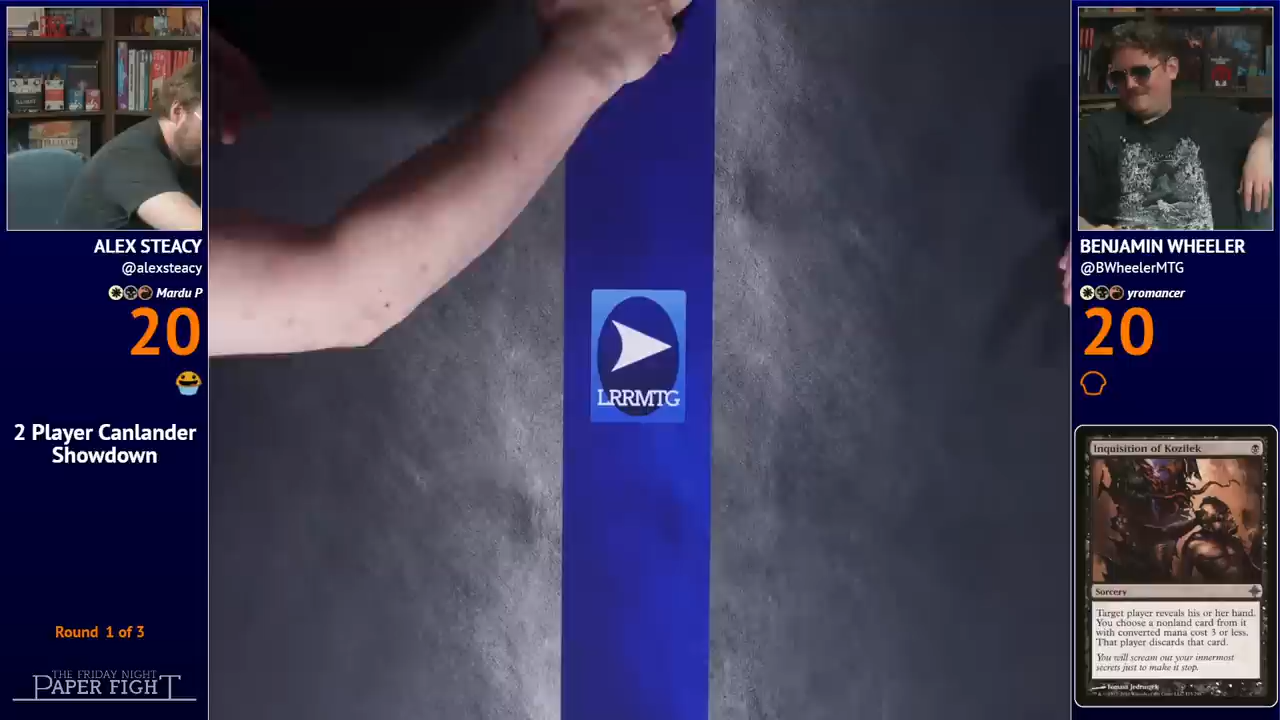 ALEX STEACY
@alexsteacy
Mardu P
20
2 Player Canlander
Showdown
Round 1 of 3
THE FRIDAY NIGHT
PAPER FIGHT
LRRMTG
BENJAMIN WHEELER
@BWheelerMTG
yromancer
20
Inquisition of Kozilek
Sorcery
Target player reveals his or her hand.
You choose a nonland card from it
with converted mana cost 3 or less.
That player discards that card.
You will scream out your innermost
secrets just to make it stop.